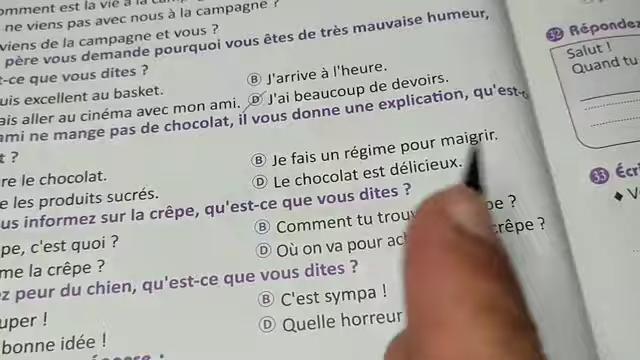 omment est la vie à la
ne viens pas avec nous à la campagne ?
viens de la campagne et vous ?
père vous demande pourquoi vous êtes de très mauvaise humeur,
t-ce que vous dites ?
uis excellent au basket.
B J'arrive à l'heure.
ais aller au cinéma avec mon ami.
D J'ai beaucoup de devoirs.
ami ne mange pas de chocolat, il vous donne une explication, qu'est-c
t ?
re le chocolat.
B Je fais un régime pour maigrir.
e les produits sucrés.
D Le chocolat est délicieux.
us informez sur la crêpe, qu'est-ce que vous dites ?
pe, c'est quoi ?
B Comment tu trou pe ?
me la crêpe ?
D Où on va pour ac crêpe ?
z peur du chien, qu'est-ce que vous dites ?
uper !
B C'est sympa !
bonne idée !
D Quelle horreur
32 Répondez
Salut !
Quand tu
33 Écri